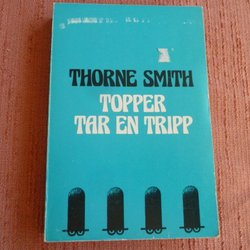 THORNE SMITH
TOPPER
TAR EN TRIPP